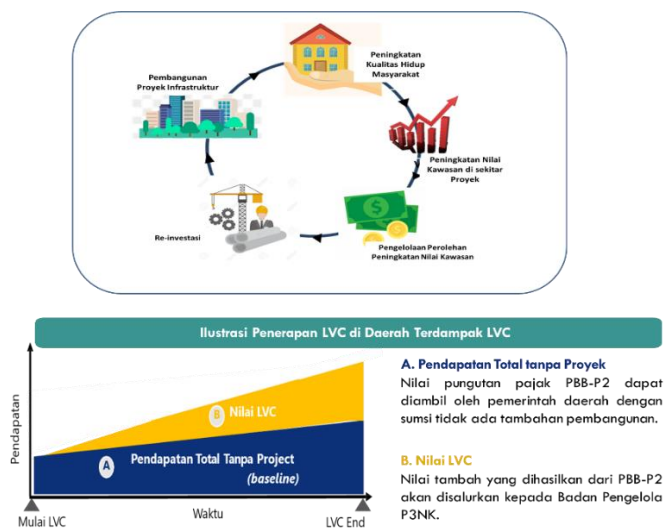 Peningkatan
Kualitas Hidup
Masyarakat
Pembangunan
Proyek Infrastruktur
Peningkatan Nilai
Kawasan di sekitar
Proyek
Re-investasi
Pengelolaan Perolehan
Peningkatan Nilai Kawasan
Ilustrasi Penerapan LVC di Daerah Terdampak LVC
Pendapatan
B Nilai LVC
A Pendapatan Total Tanpa Project
(baseline)
Mulai LVC
Waktu
LVC End
A. Pendapatan Total tanpa Proyek
Nilai pungutan pajak PBB-P2 dapat
diambil oleh pemerintah daerah dengan
sumsi tidak ada tambahan pembangunan.
B. Nilai LVC
Nilai tambah yang dihasilkan dari PBB-P2
akan disalurkan kepada Badan Pengelola
P3NK.